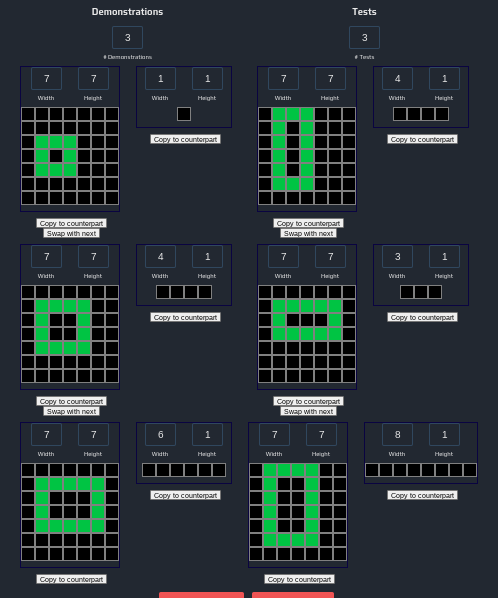 Demonstrations
Tests
3
3
# Demonstrations
# Tests
7 7 1 1 7 7 4 1
Width Height Width Height Width Height Width Height
Copy to counterpart Copy to counterpart
Copy to counterpart Copy to counterpart
Swap with next Swap with next
7 7 4 1 7 7 3 1
Width Height Width Height Width Height Width Height
Copy to counterpart Copy to counterpart
Copy to counterpart Copy to counterpart
Swap with next Swap with next
7 7 6 1 7 7 8 1
Width Height Width Height Width Height Width Height
Copy to counterpart Copy to counterpart
Copy to counterpart Copy to counterpart